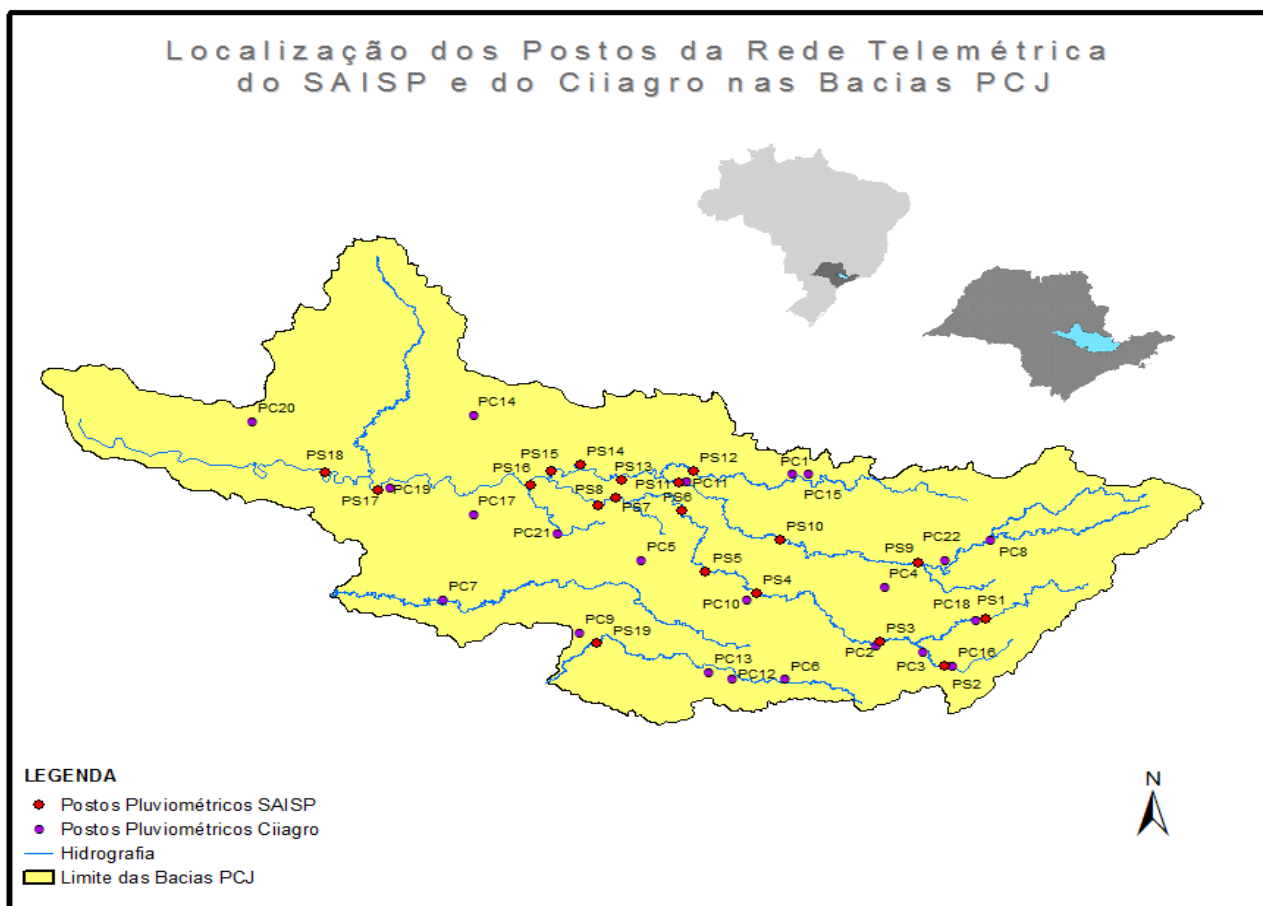 Localização dos Postos da Rede Telemétrica
do SAISP e do Ciiagro nas Bacias PCJ
PC20
PC14
PS18
PS15
PS14
PS12
PC1
PS16
PS13
PS17
PC19
PS11
PC11
PC15
PC17
PS8
PS7
PS6
PC21
PS10
PC22
PC8
PC5
PS9
PS5
PC4
PC7
PS4
PC10
PC18
PS1
PC9
PS19
PS3
PC2
PC3
PC16
PC13
PC12
PC6
PS2
LEGENDA
Postos Pluviométricos SAISP
Postos Pluviométricos Ciiagro
Hidrografia
Limite das Bacias PCJ
N